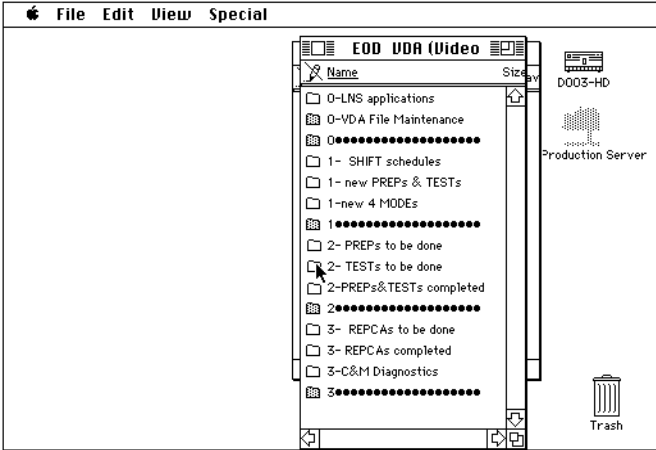 File Edit View Special
EOD VDA (Video
Name Size
av
0-LNS applications
0-VDA File Maintenance
0●●●●●●●●●●●●●●●●●●●
1- SHIFT schedules
1- new PREPs & TESTs
1-new 4 MODEs
1●●●●●●●●●●●●●●●●●●●
2- PREPs to be done
2- TESTs to be done
2-PREPs&TESTs completed
2●●●●●●●●●●●●●●●●●●●
3- REPCAs to be done
3- REPCAs completed
3-C&M Diagnostics
3●●●●●●●●●●●●●●●●●●●
D003-HD
Production Server
Trash